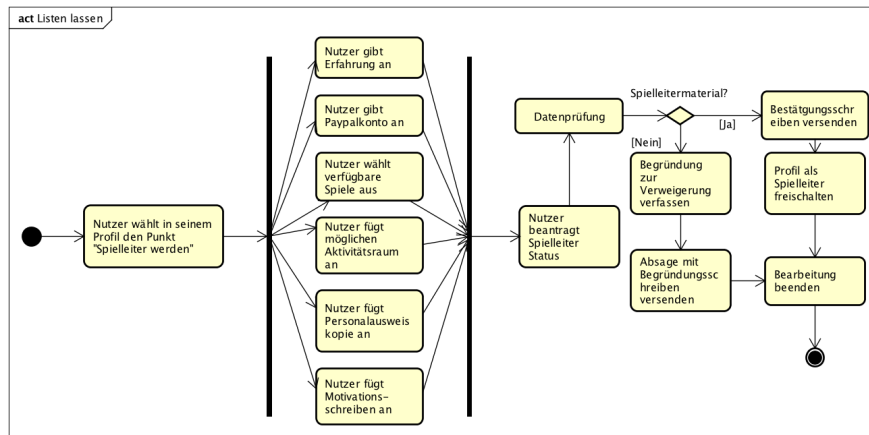 act Listen lassen
Nutzer wählt in seinem
Profil den Punkt
"Spielleiter werden"
Nutzer gibt
Erfahrung an
Nutzer gibt
Paypalkonto an
Nutzer wählt
verfügbare
Spiele aus
Nutzer fügt
möglichen
Aktivitätsraum
an
Nutzer fügt
Personalausweis
kopie an
Nutzer fügt
Motivations-
schreiben an
Nutzer
beantragt
Spielleiter
Status
Datenprüfung
Spielleitermaterial?
[Ja]
[Nein]
Begründung
zur
Verweigerung
verfassen
Absage mit
Begründungssc
hreiben
versenden
Bestätgungsschr
eiben versenden
Profil als
Spielleiter
freischalten
Bearbeitung
beenden